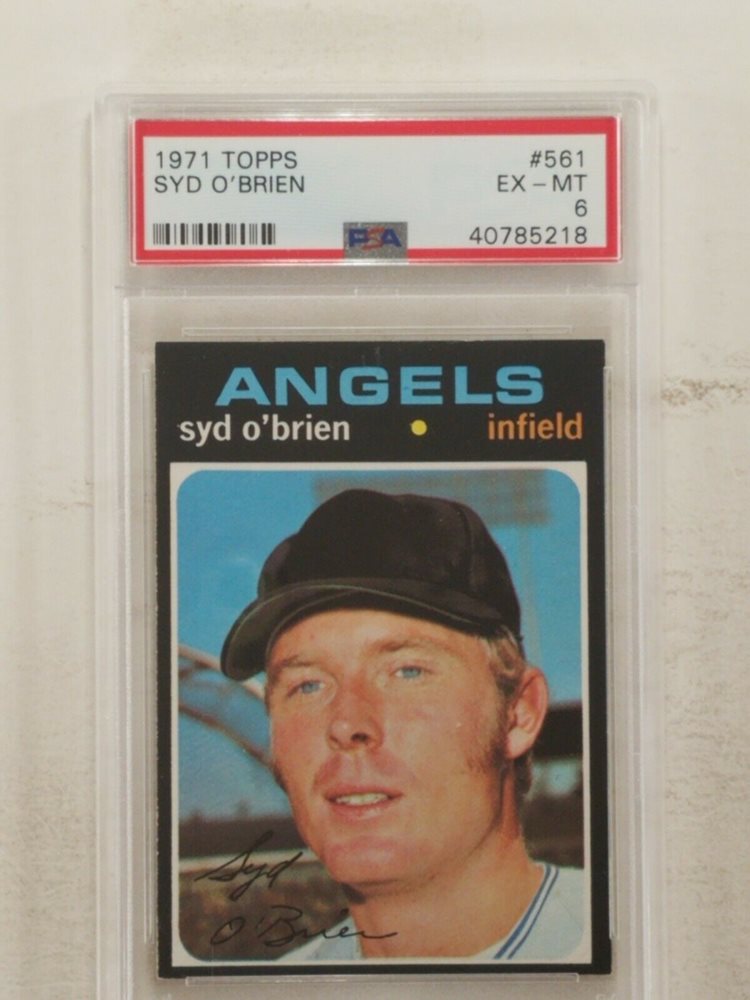 1971 TOPPS #561
SYD O'BRIEN EX - MT
6
PSA 40785218
ANGELS
syd o'brien infield
Syd
O'Brien